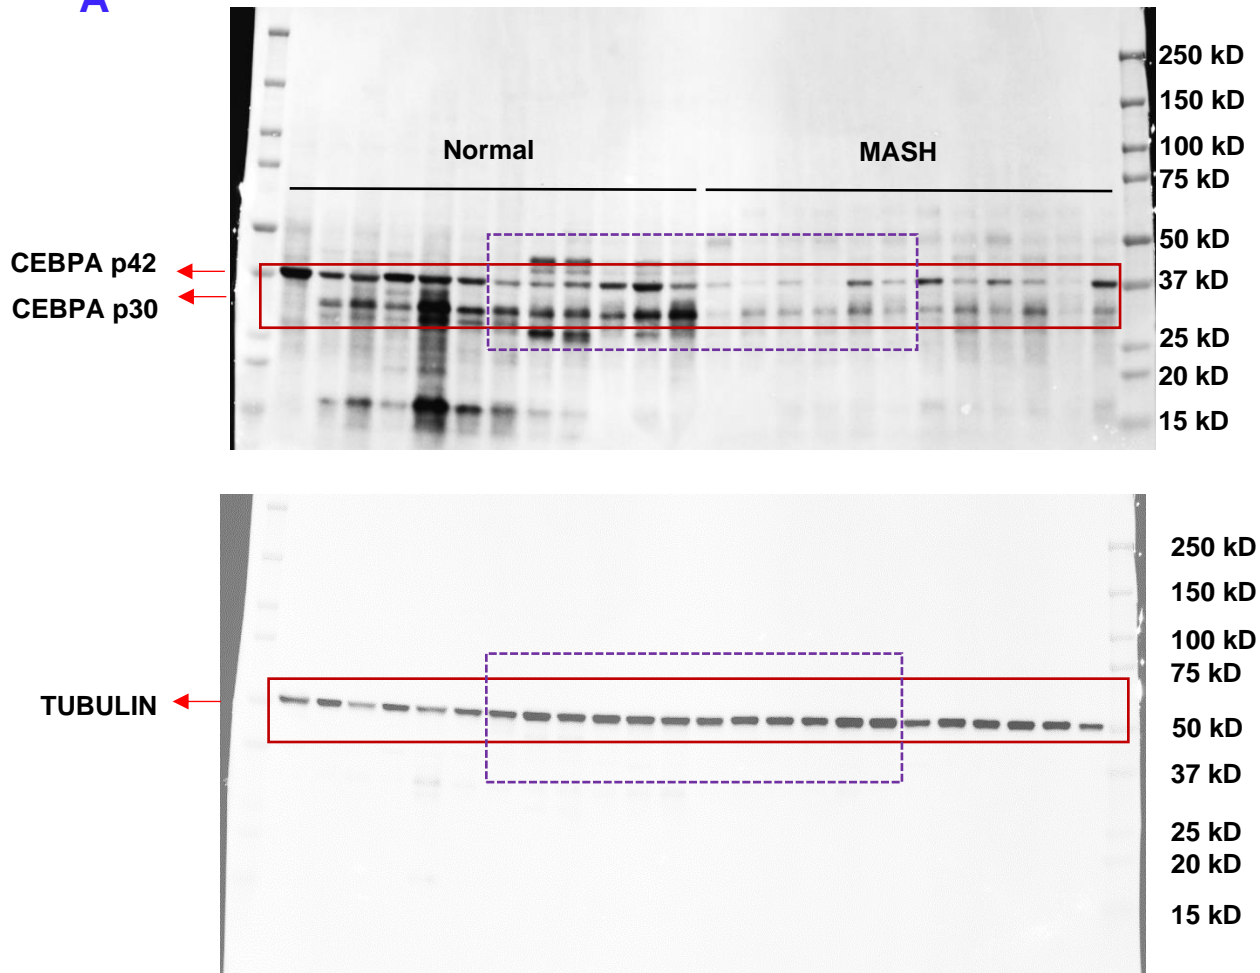 A
Normal
MASH
250 kD
150 kD
100 kD
75 kD
50 kD
37 kD
25 kD
20 kD
15 kD
CEBPA p42
CEBPA p30
TUBULIN
250 kD
150 kD
100 kD
75 kD
50 kD
37 kD
25 kD
20 kD
15 kD